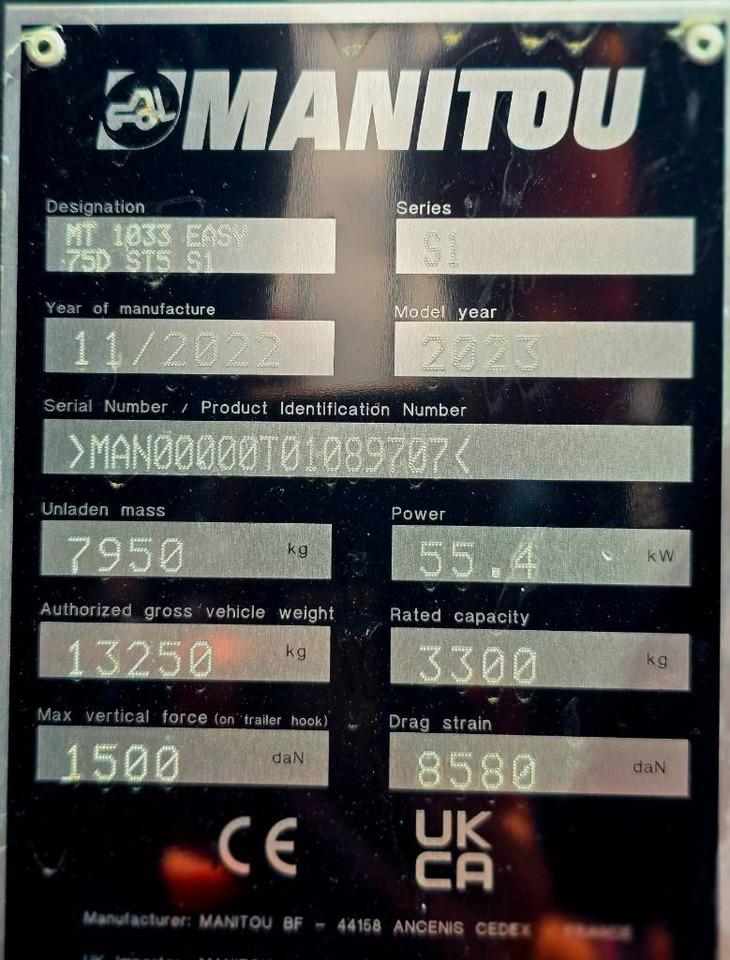 MANITOU
Designation
MT 1033 EASY
75D ST5 S1
Series
S1
Year of manufacture
11/2022
Model year
2023
Serial Number / Product Identification Number
>MAN00000T01089707<
Unladen mass
7950 kg
Power
55.4 kW
Authorized gross vehicle weight
13250 kg
Rated capacity
3300 kg
Max vertical force (on trailer hook)
1500 daN
Drag strain
8580 daN
CE
UK
CA
Manufacturer: MANITOU BF - 44158 ANCENIS CEDEX - FRANCE